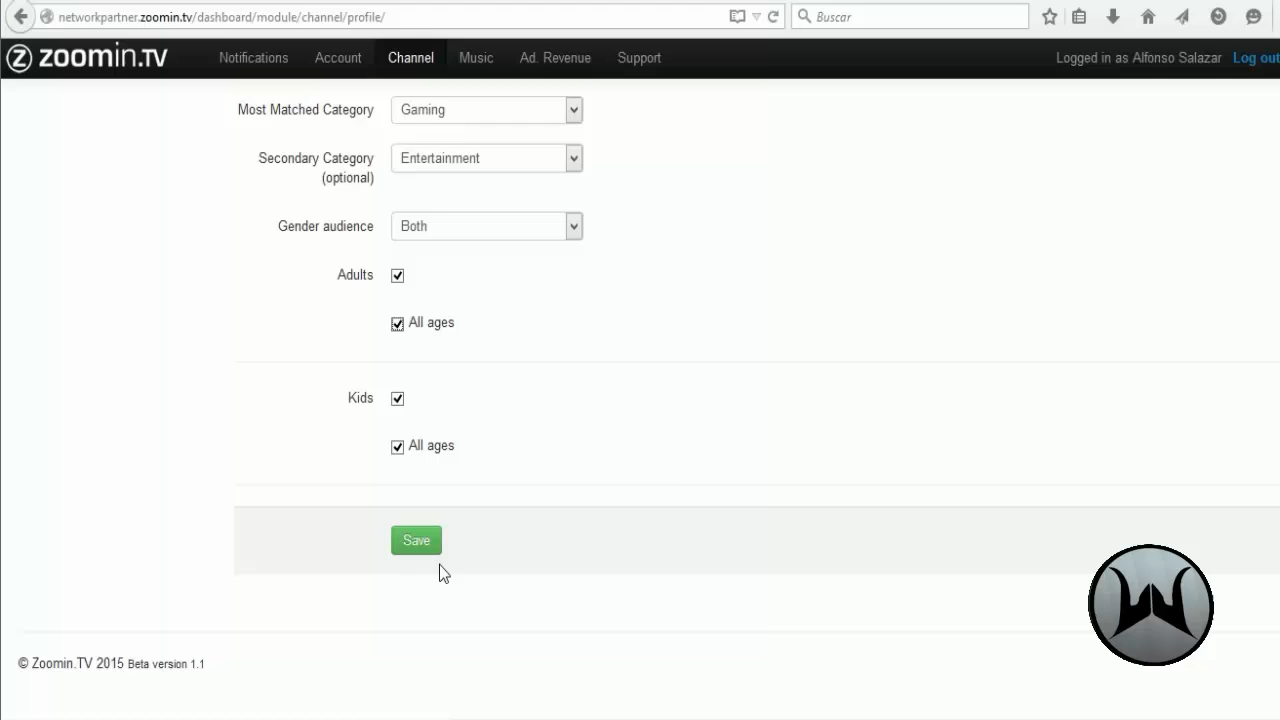 networkpartner.zoomin.tv/dashboard/module/channel/profile/
Buscar
zoomin.TV
Notifications
Account
Channel
Music
Ad. Revenue
Support
Logged in as Alfonso Salazar
Log out
Most Matched Category
Gaming
Secondary Category
(optional)
Entertainment
Gender audience
Both
Adults
All ages
Kids
All ages
Save
© Zoomin.TV 2015 Beta version 1.1